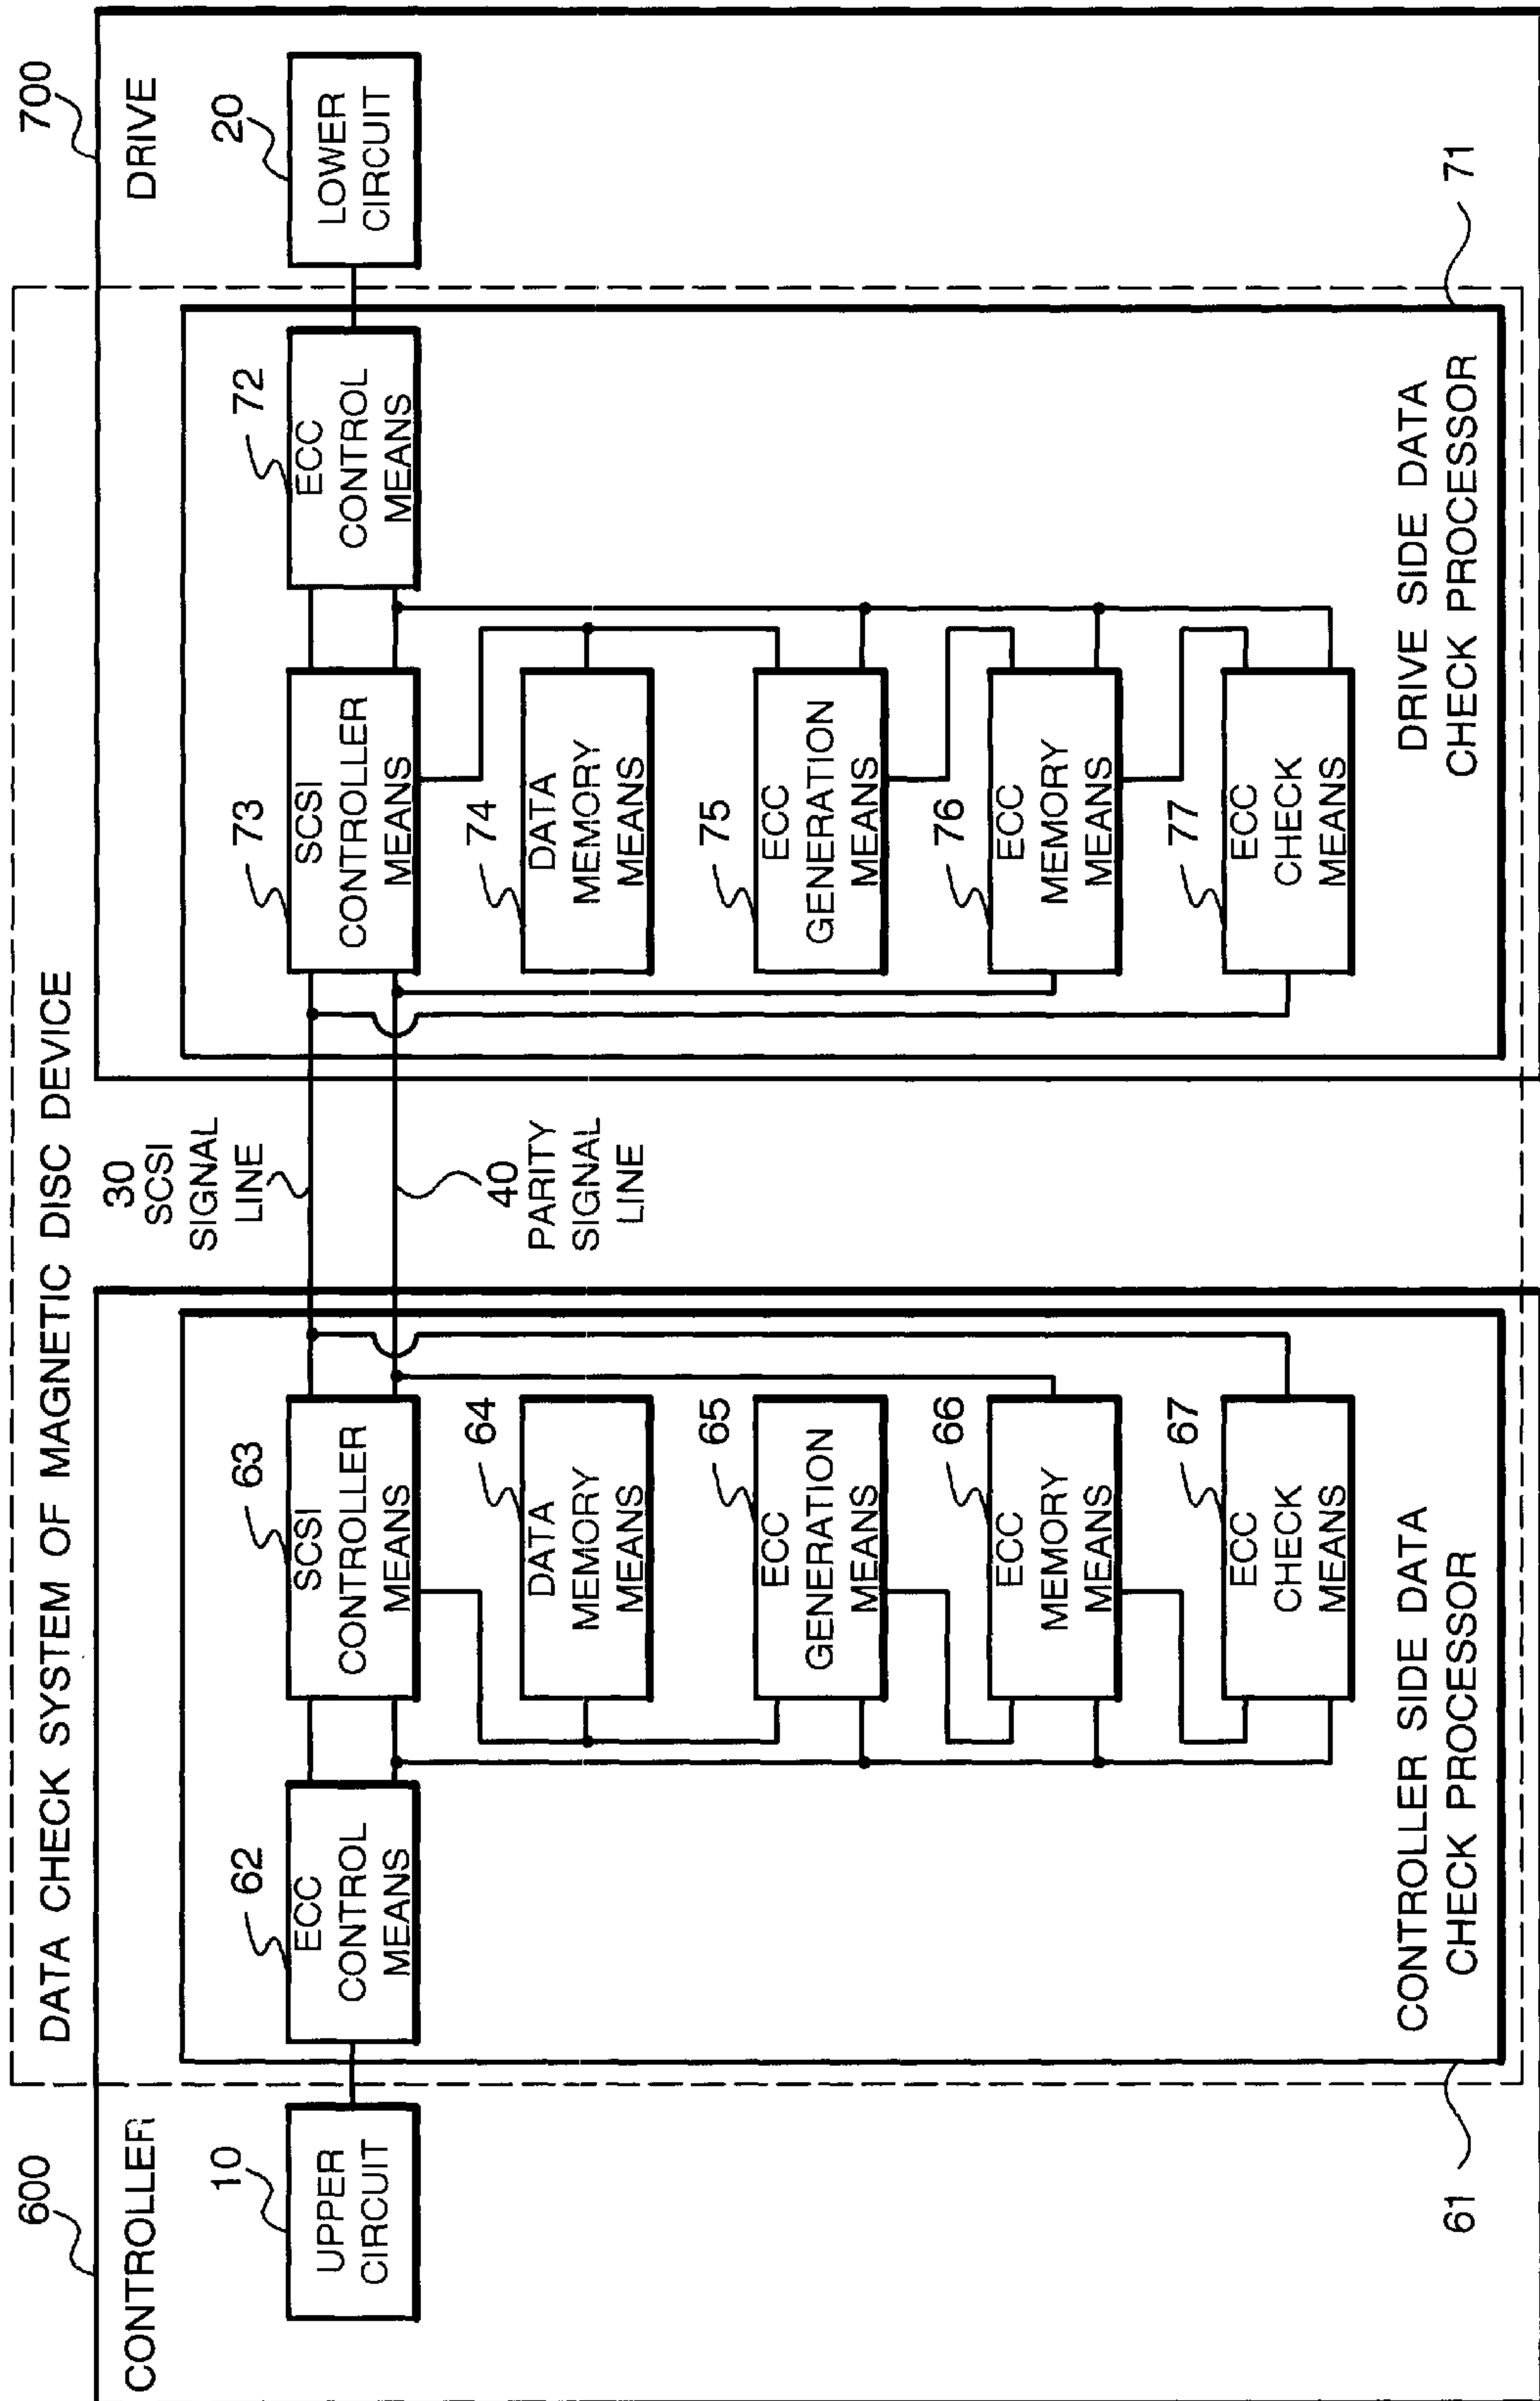 DATA CHECK SYSTEM OF MAGNETIC DISC DEVICE
600
CONTROLLER
10
UPPER
CIRCUIT
62
ECC
CONTROL
MEANS
63
SCSI
CONTROLLER
MEANS
64
DATA
MEMORY
MEANS
65
ECC
GENERATION
MEANS
66
ECC
MEMORY
MEANS
67
ECC
CHECK
MEANS
CONTROLLER SIDE DATA
CHECK PROCESSOR
61
30
SCSI
SIGNAL
LINE
40
PARITY
SIGNAL
LINE
700
DRIVE
73
SCSI
CONTROLLER
MEANS
72
ECC
CONTROL
MEANS
20
LOWER
CIRCUIT
74
DATA
MEMORY
MEANS
75
ECC
GENERATION
MEANS
76
ECC
MEMORY
MEANS
77
ECC
CHECK
MEANS
DRIVE SIDE DATA
CHECK PROCESSOR
71